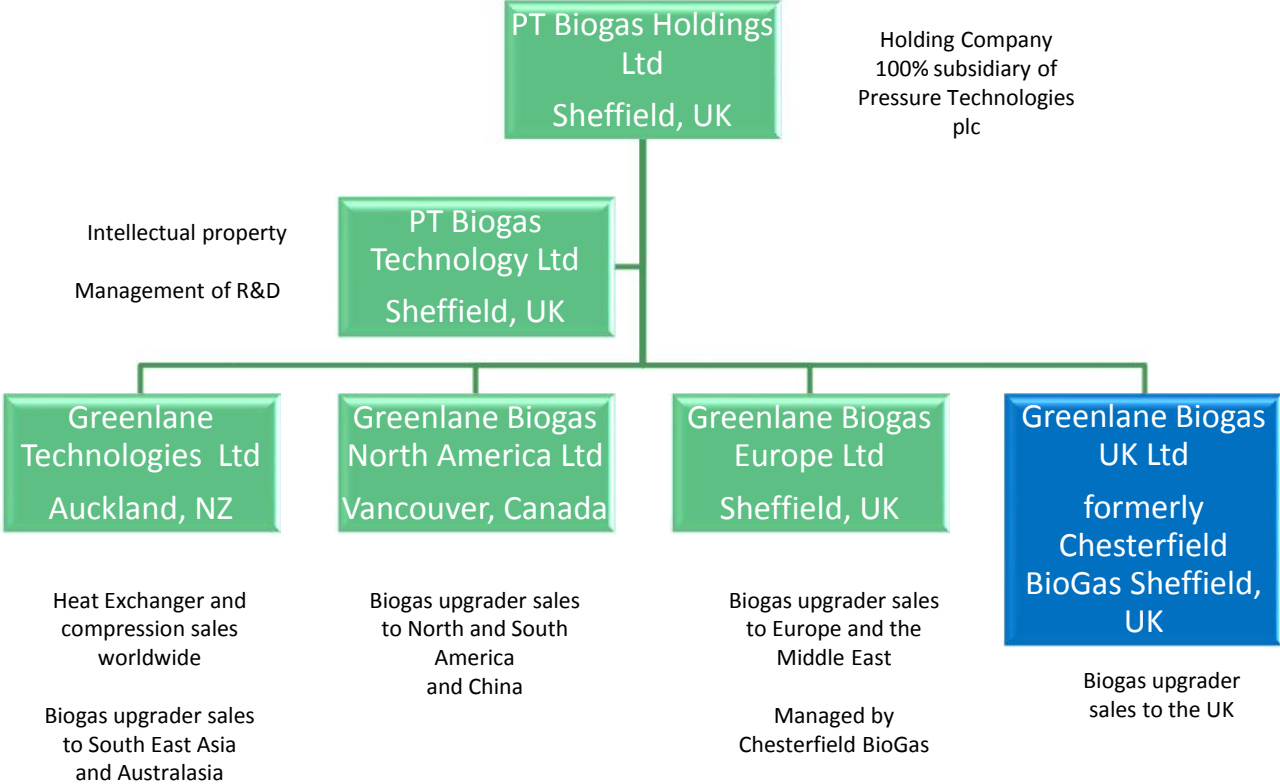 PT Biogas Holdings
Ltd
Sheffield, UK
Holding Company
100% subsidiary of
Pressure Technologies
plc
Intellectual property
Management of R&D
PT Biogas
Technology Ltd
Sheffield, UK
Greenlane
Technologies Ltd
Auckland, NZ
Heat Exchanger and
compression sales
worldwide
Biogas upgrader sales
to South East Asia
and Australasia
Greenlane Biogas
North America Ltd
Vancouver, Canada
Biogas upgrader sales
to North and South
America
and China
Greenlane Biogas
Europe Ltd
Sheffield, UK
Biogas upgrader sales
to Europe and the
Middle East
Managed by
Chesterfield BioGas
Greenlane Biogas
UK Ltd
formerly
Chesterfield
BioGas Sheffield,
UK
Biogas upgrader
sales to the UK